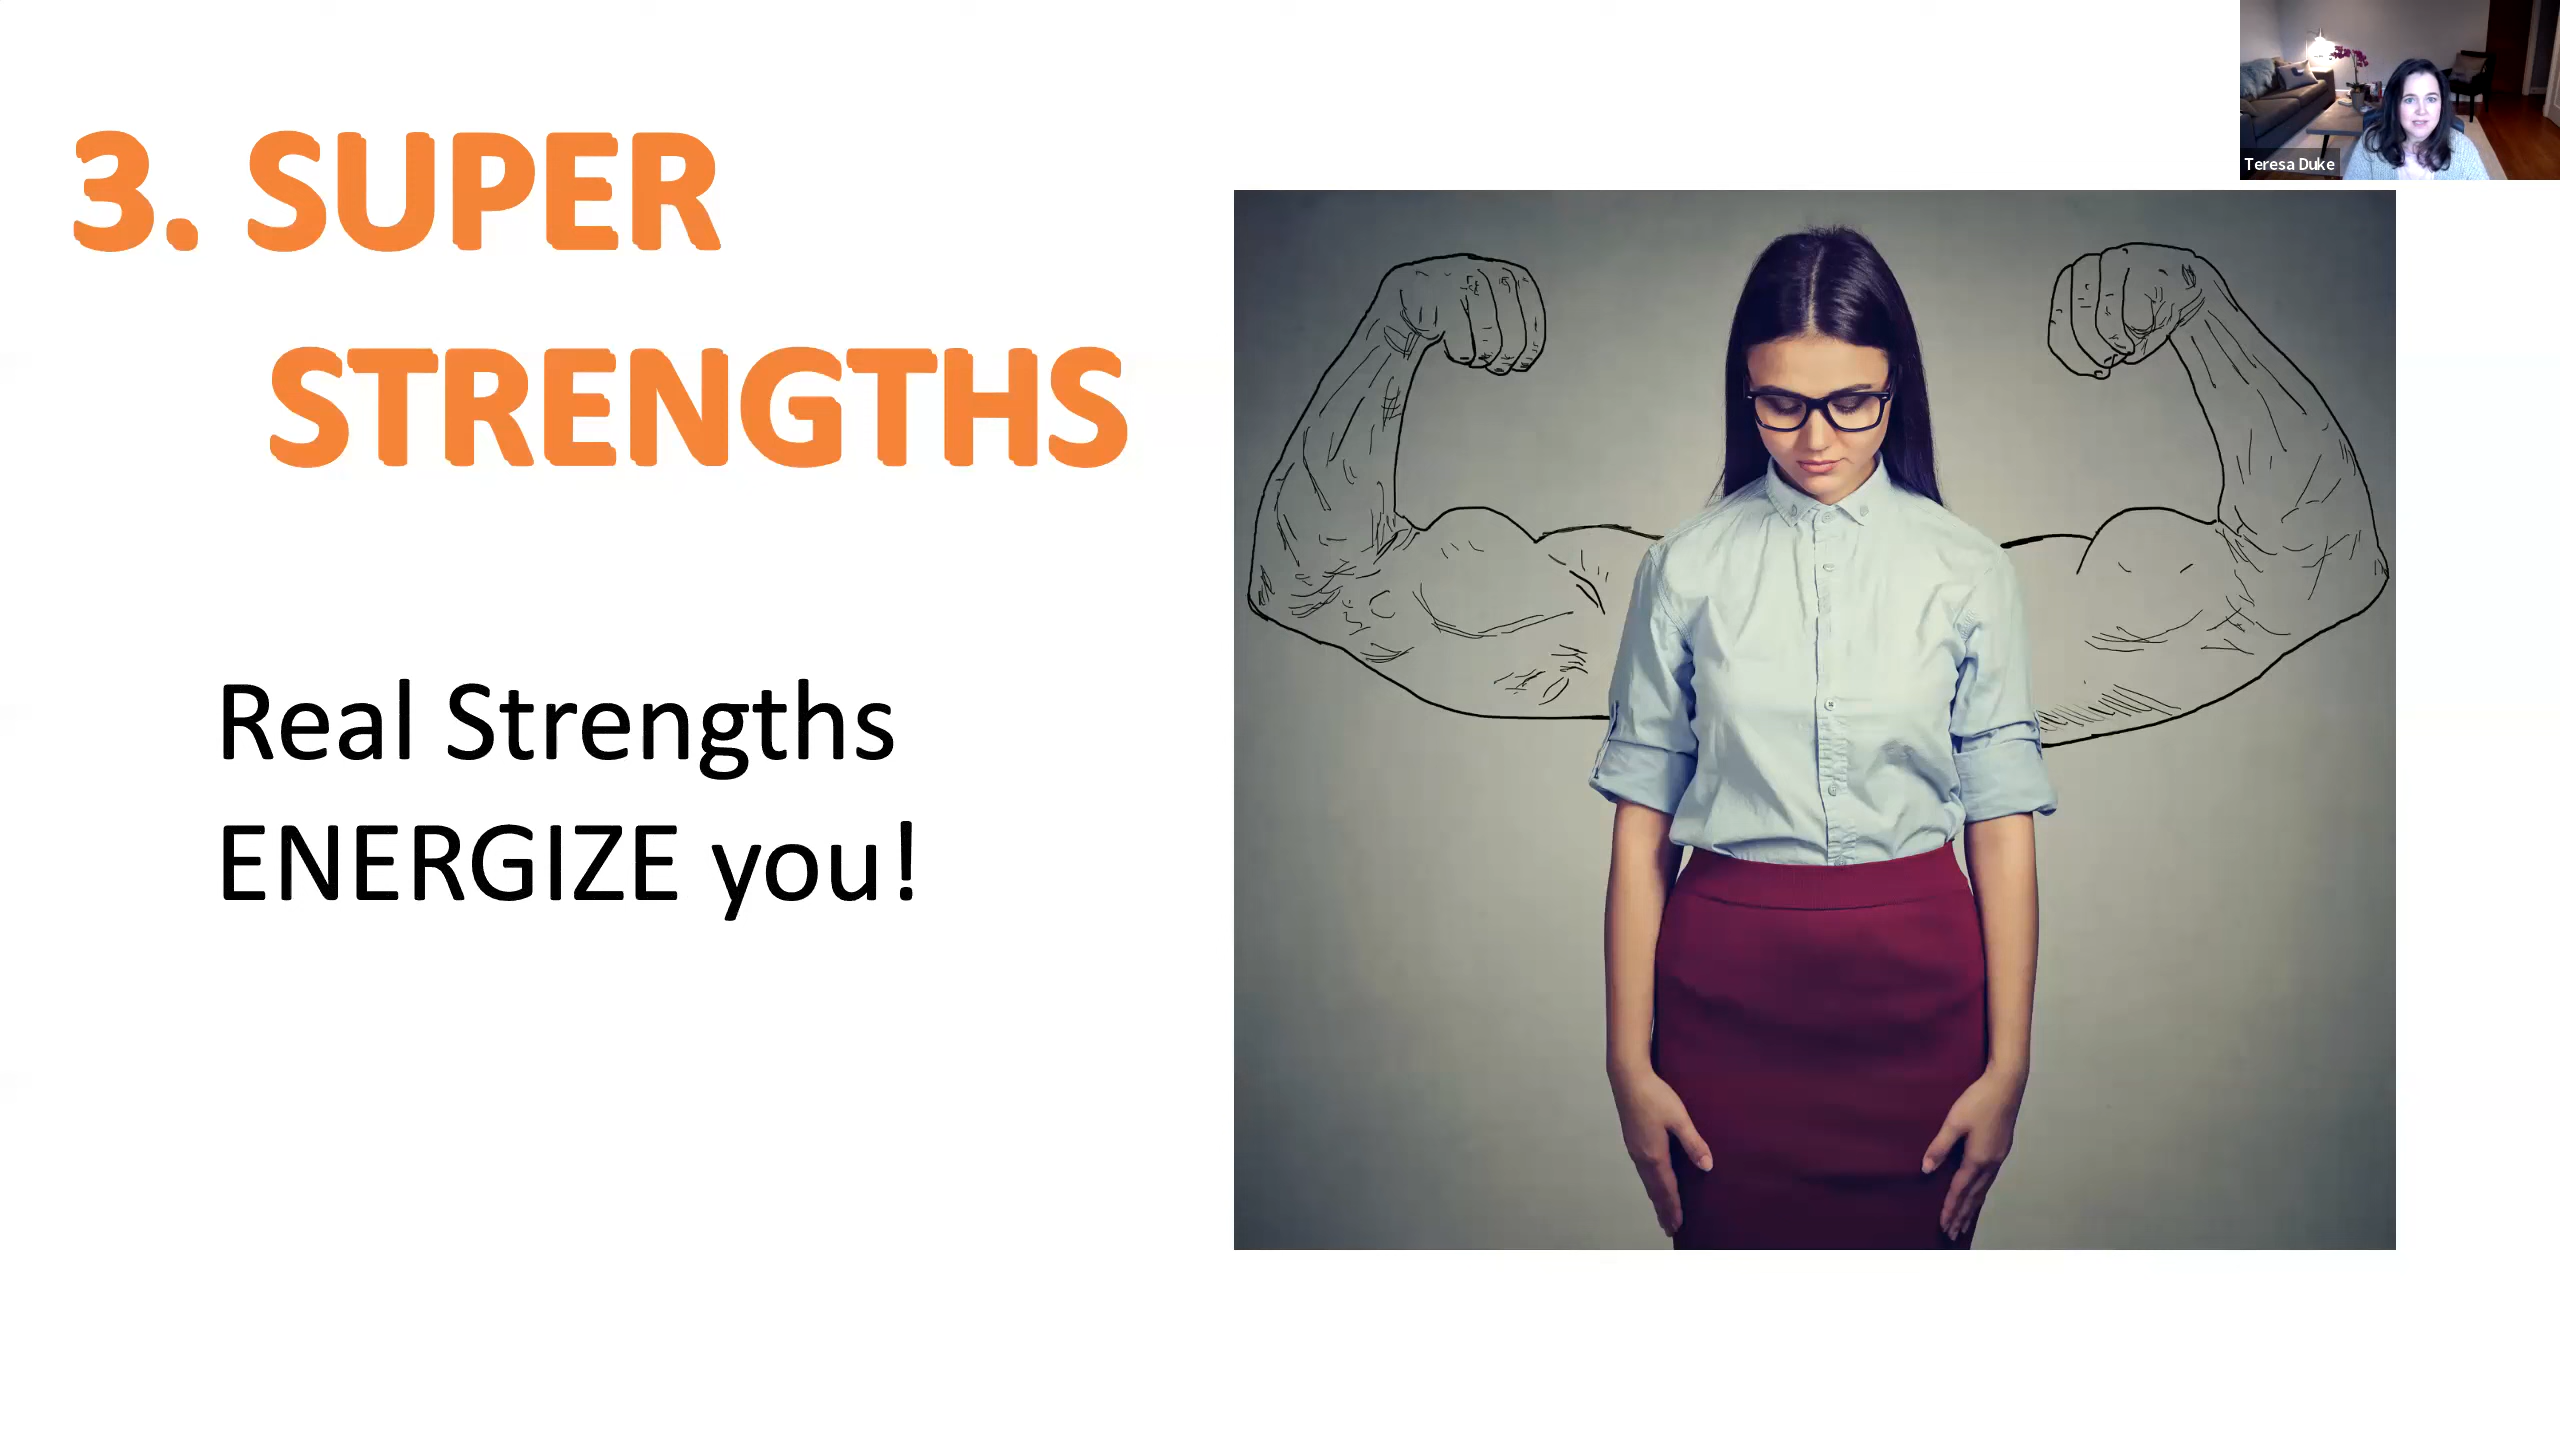 3. SUPER
STRENGTHS
Real Strengths
ENERGIZE you!
Teresa Duke